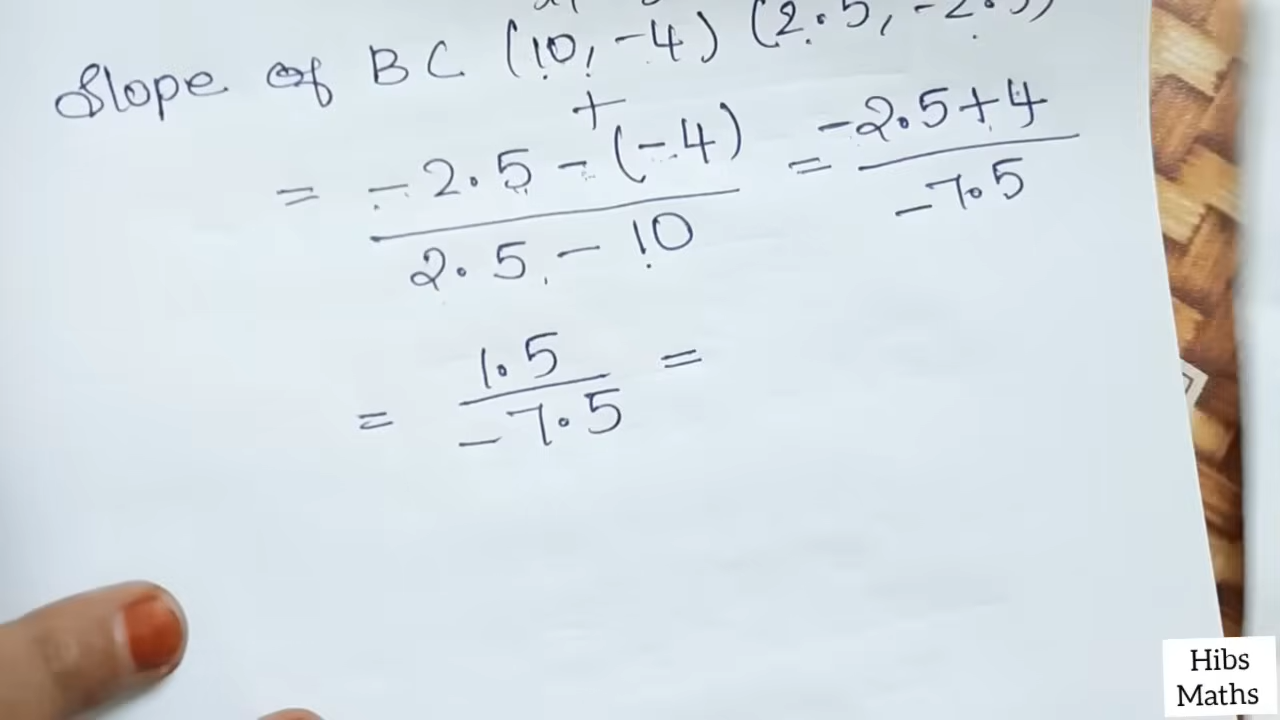 Slope of BC (10, -4) (2.5, -2.5)
= -2.5 - (-4) / 2.5 - 10 = -2.5+4 / -7.5
+
= 1.5 / -7.5 =
Hibs
Maths